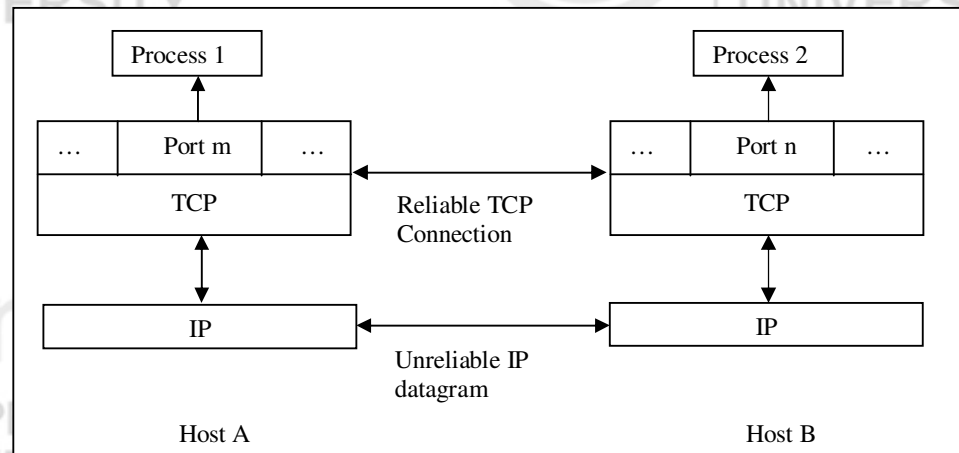 Process 1
Process 2
… Port m …
… Port n …
TCP
TCP
Reliable TCP
Connection
IP
IP
Unreliable IP
datagram
Host A
Host B